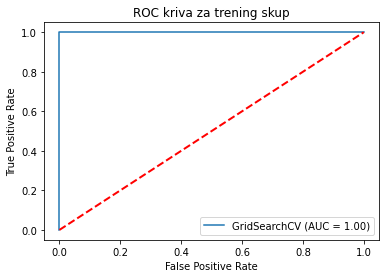 ROC kriva za trening skup
True Positive Rate
1.0
0.8
0.6
0.4
0.2
0.0
GridSearchCV (AUC = 1.00)
0.0 0.2 0.4 0.6 0.8 1.0
False Positive Rate